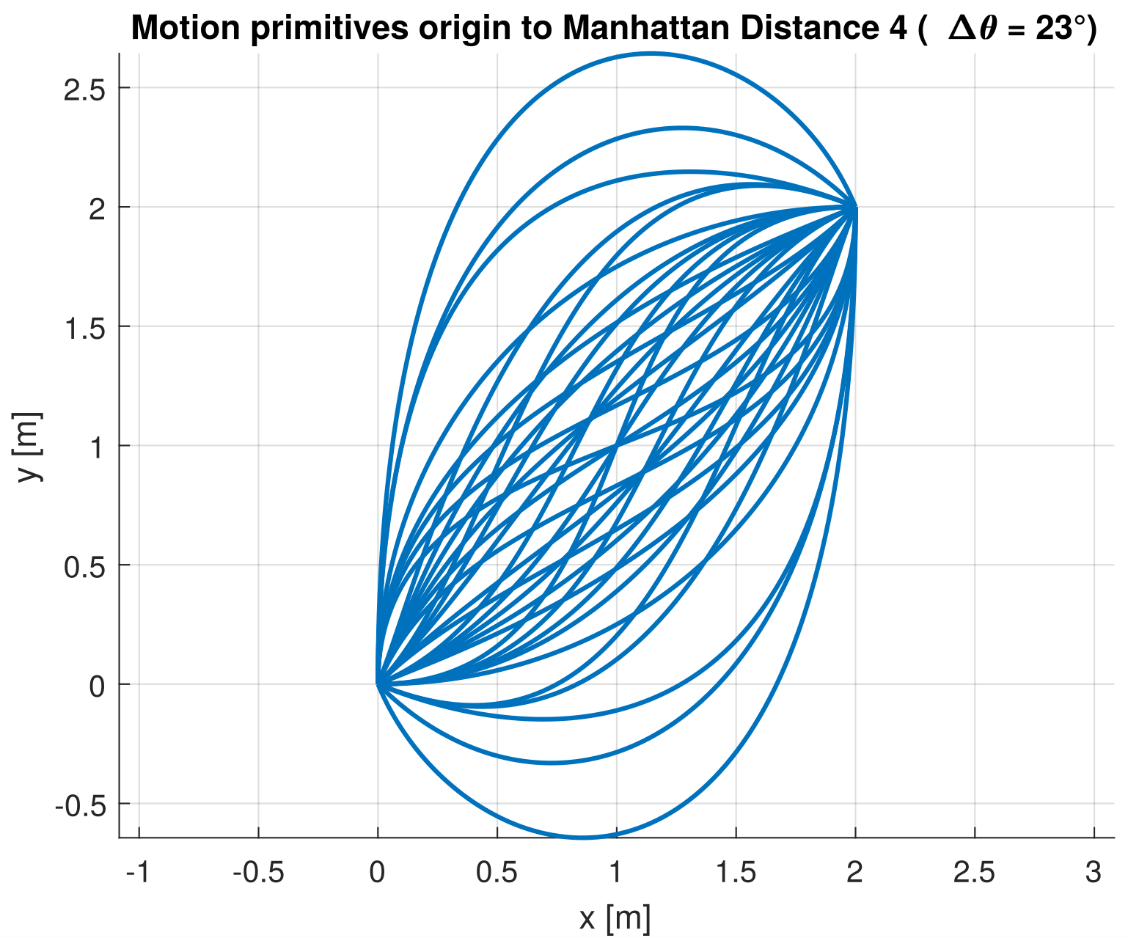 Motion primitives origin to Manhattan Distance 4 ( Δθ = 23°)
2.5
2
1.5
1
0.5
0
-0.5
y [m]
-1 -0.5 0 0.5 1 1.5 2 2.5 3
x [m]